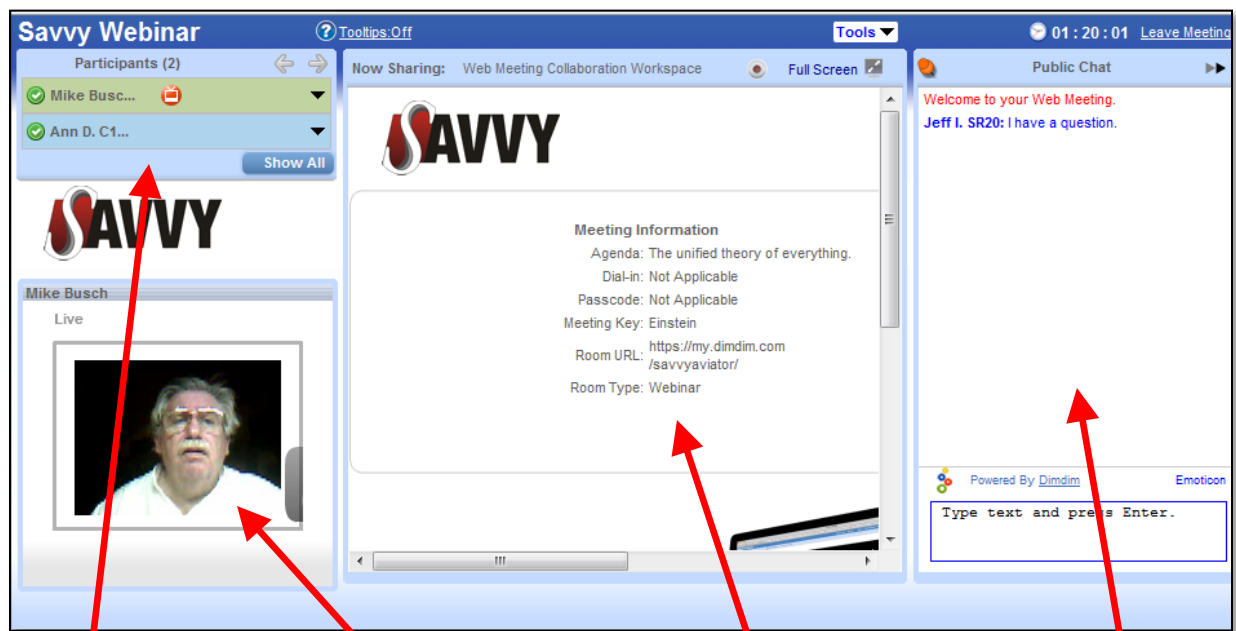 Savvy Webinar
Tooltips:Off
Tools
01:20:01 Leave Meeting
Participants (2)
Mike Busc...
Ann D. C1...
Show All
SAVVY
Mike Busch
Live
Now Sharing: Web Meeting Collaboration Workspace
Full Screen
SAVVY
Meeting Information
Agenda: The unified theory of everything.
Dial-in: Not Applicable
Passcode: Not Applicable
Meeting Key: Einstein
Room URL: https://my.dimdim.com
/savvyaviator/
Room Type: Webinar
Public Chat
Welcome to your Web Meeting.
Jeff I. SR20: I have a question.
Powered By Dimdim
Emoticon
Type text and press Enter.